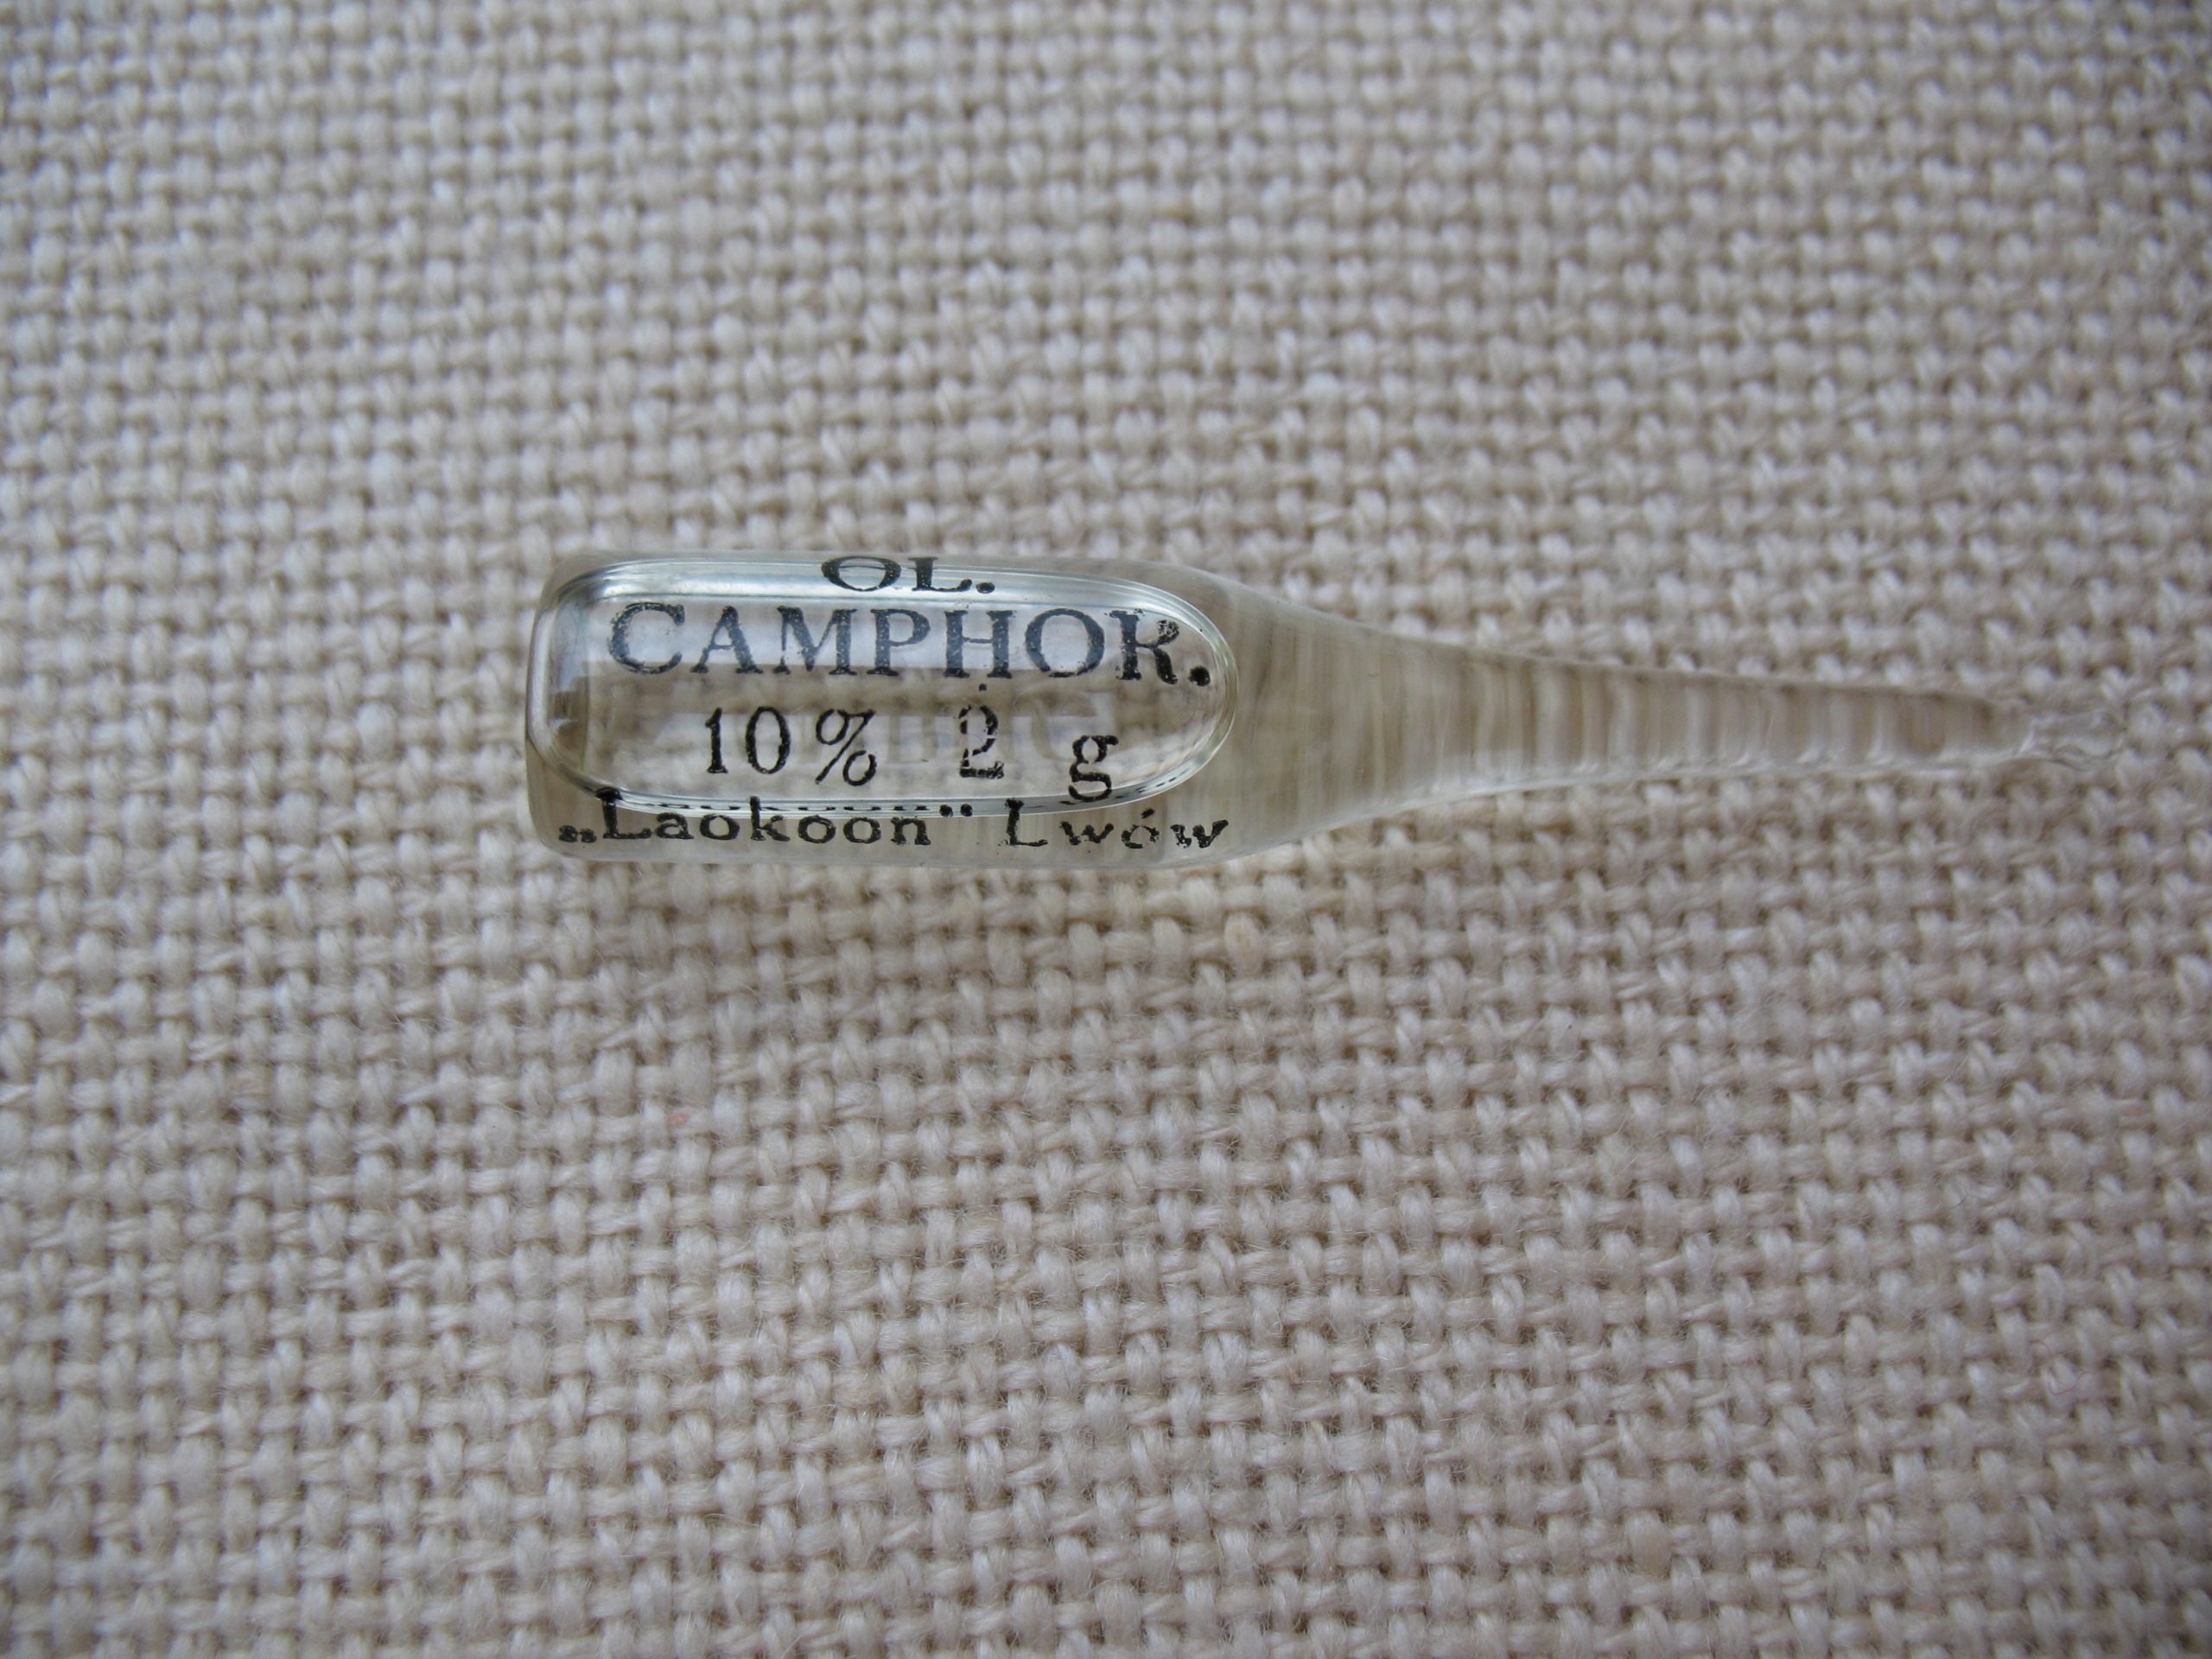 OL.
CAMPHOR.
10% 2 g
„Laokoon" Lwów